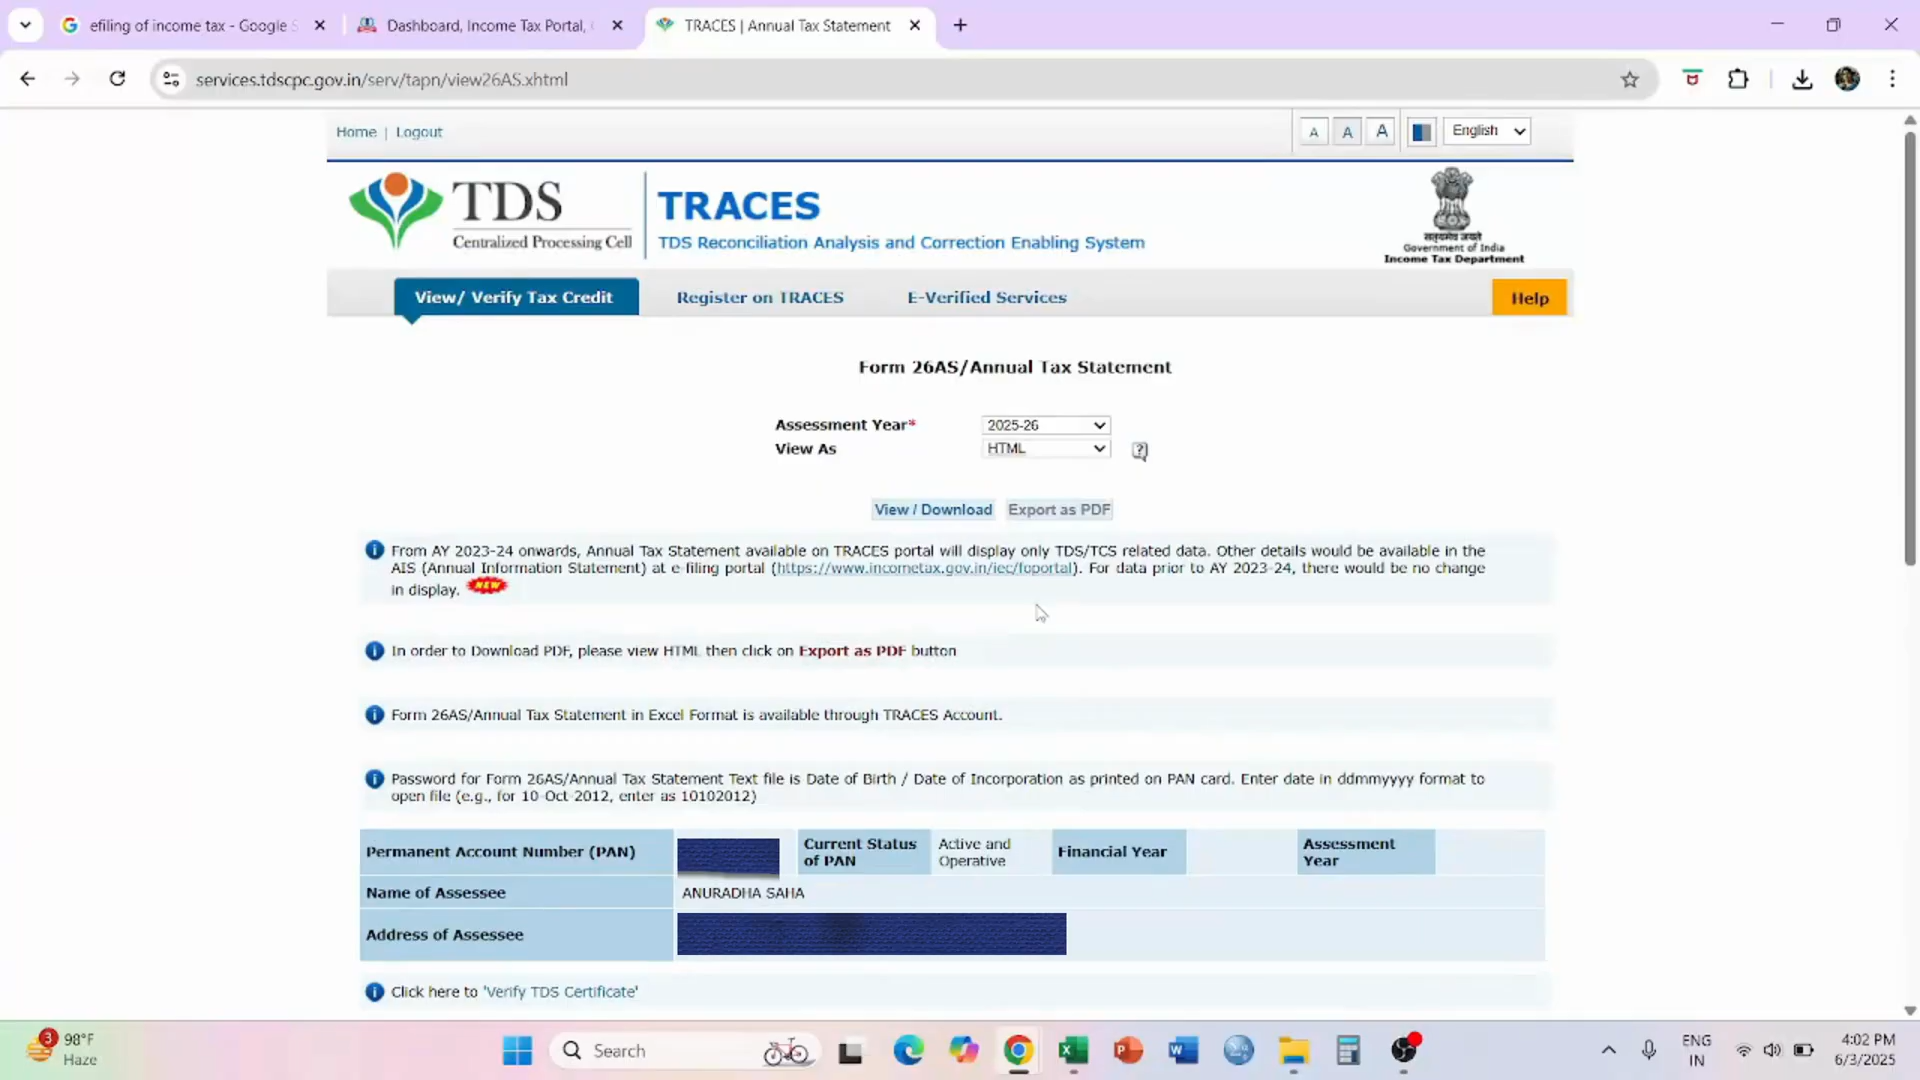 efiling of income tax - Google S
Dashboard, Income Tax Portal,
TRACES | Annual Tax Statement
services.tdscpc.gov.in/serv/tapn/view26AS.xhtml
Home | Logout
A A A English
TDS
Centralized Processing Cell
TRACES
TDS Reconciliation Analysis and Correction Enabling System
सत्यमेव जयते
Government of India
Income Tax Department
View/ Verify Tax Credit Register on TRACES E-Verified Services Help
Form 26AS/Annual Tax Statement
Assessment Year* 2025-26
View As HTML ?
View / Download Export as PDF
From AY 2023-24 onwards, Annual Tax Statement available on TRACES portal will display only TDS/TCS related data. Other details would be available in the
AIS (Annual Information Statement) at e-filing portal (https://www.incometax.gov.in/iec/foportal). For data prior to AY 2023-24, there would be no change
in display. NEW
In order to Download PDF, please view HTML then click on Export as PDF button
Form 26AS/Annual Tax Statement in Excel Format is available through TRACES Account.
Password for Form 26AS/Annual Tax Statement Text file is Date of Birth / Date of Incorporation as printed on PAN card. Enter date in ddmmyyyy format to
open file (e.g., for 10-Oct-2012, enter as 10102012)
Permanent Account Number (PAN) Current Status of PAN Active and Operative Financial Year Assessment Year
Name of Assessee ANURADHA SAHA
Address of Assessee
Click here to 'Verify TDS Certificate'
3 98°F
Haze
Search
ENG
IN
4:02 PM
6/3/2025